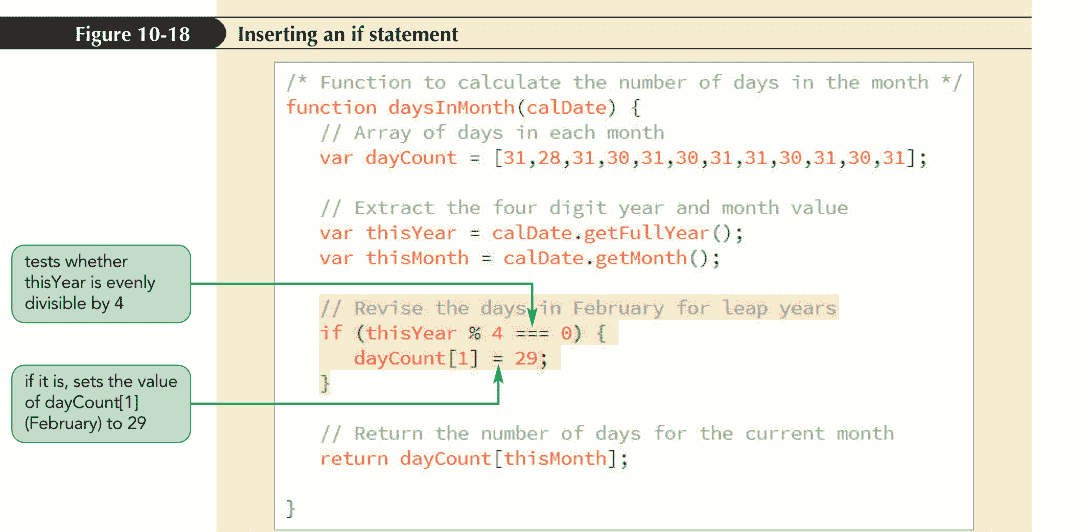 Figure 10-18 Inserting an if statement
/* Function to calculate the number of days in the month */
function daysInMonth(calDate) {
// Array of days in each month
var dayCount = [31,28,31,30,31,30,31,31,30,31,30,31];
// Extract the four digit year and month value
var thisYear = calDate.getFullYear();
var thisMonth = calDate.getMonth();
tests whether
thisYear is evenly
divisible by 4
// Revise the days in February for leap years
if (thisYear % 4 === 0) {
dayCount[1] = 29;
}
if it is, sets the value
of dayCount[1]
(February) to 29
// Return the number of days for the current month
return dayCount[thisMonth];
}